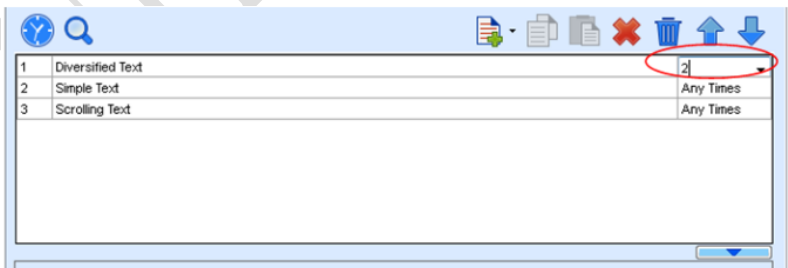 1 Diversified Text 2
2 Simple Text Any Times
3 Scrolling Text Any Times